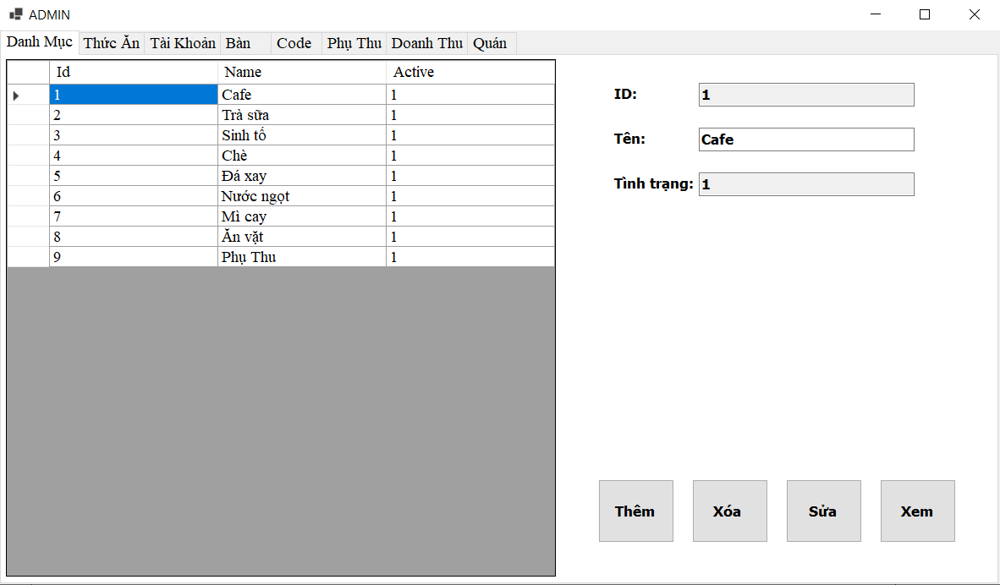 ADMIN
Danh Mục Thức Ăn Tài Khoản Bàn Code Phụ Thu Doanh Thu Quán
Id Name Active
1 Cafe 1
2 Trà sữa 1
3 Sinh tố 1
4 Chè 1
5 Đá xay 1
6 Nước ngọt 1
7 Mì cay 1
8 Ăn vặt 1
9 Phụ Thu 1
ID: 1
Tên: Cafe
Tình trạng: 1
Thêm Xóa Sửa Xem